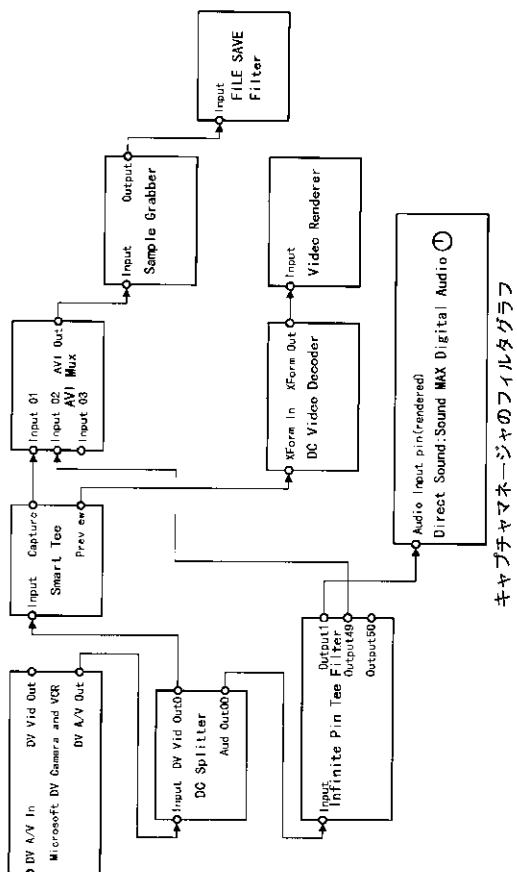 DV A/V In
DV Vid Out
Microsoft DV Camera and VCR
DV A/V Out
Input
DV Vid Out0
DC Splitter
Aud Out00
Input
Capture
Smart Tee
Preview
Input
Output1
Infinite Pin Tee Filter
Output49
Output50
Input 01
Input 02
AVI Out
AVI Mux
Input 03
XForm In
XForm Out
DC Video Decoder
Audio Input pin(rendered)
Direct Sound:Sound MAX Digital Audio
Input
Output
Sample Grabber
Input
Video Renderer
Input
FILE SAVE
Filter
キャプチャマネージャのフィルタグラフ